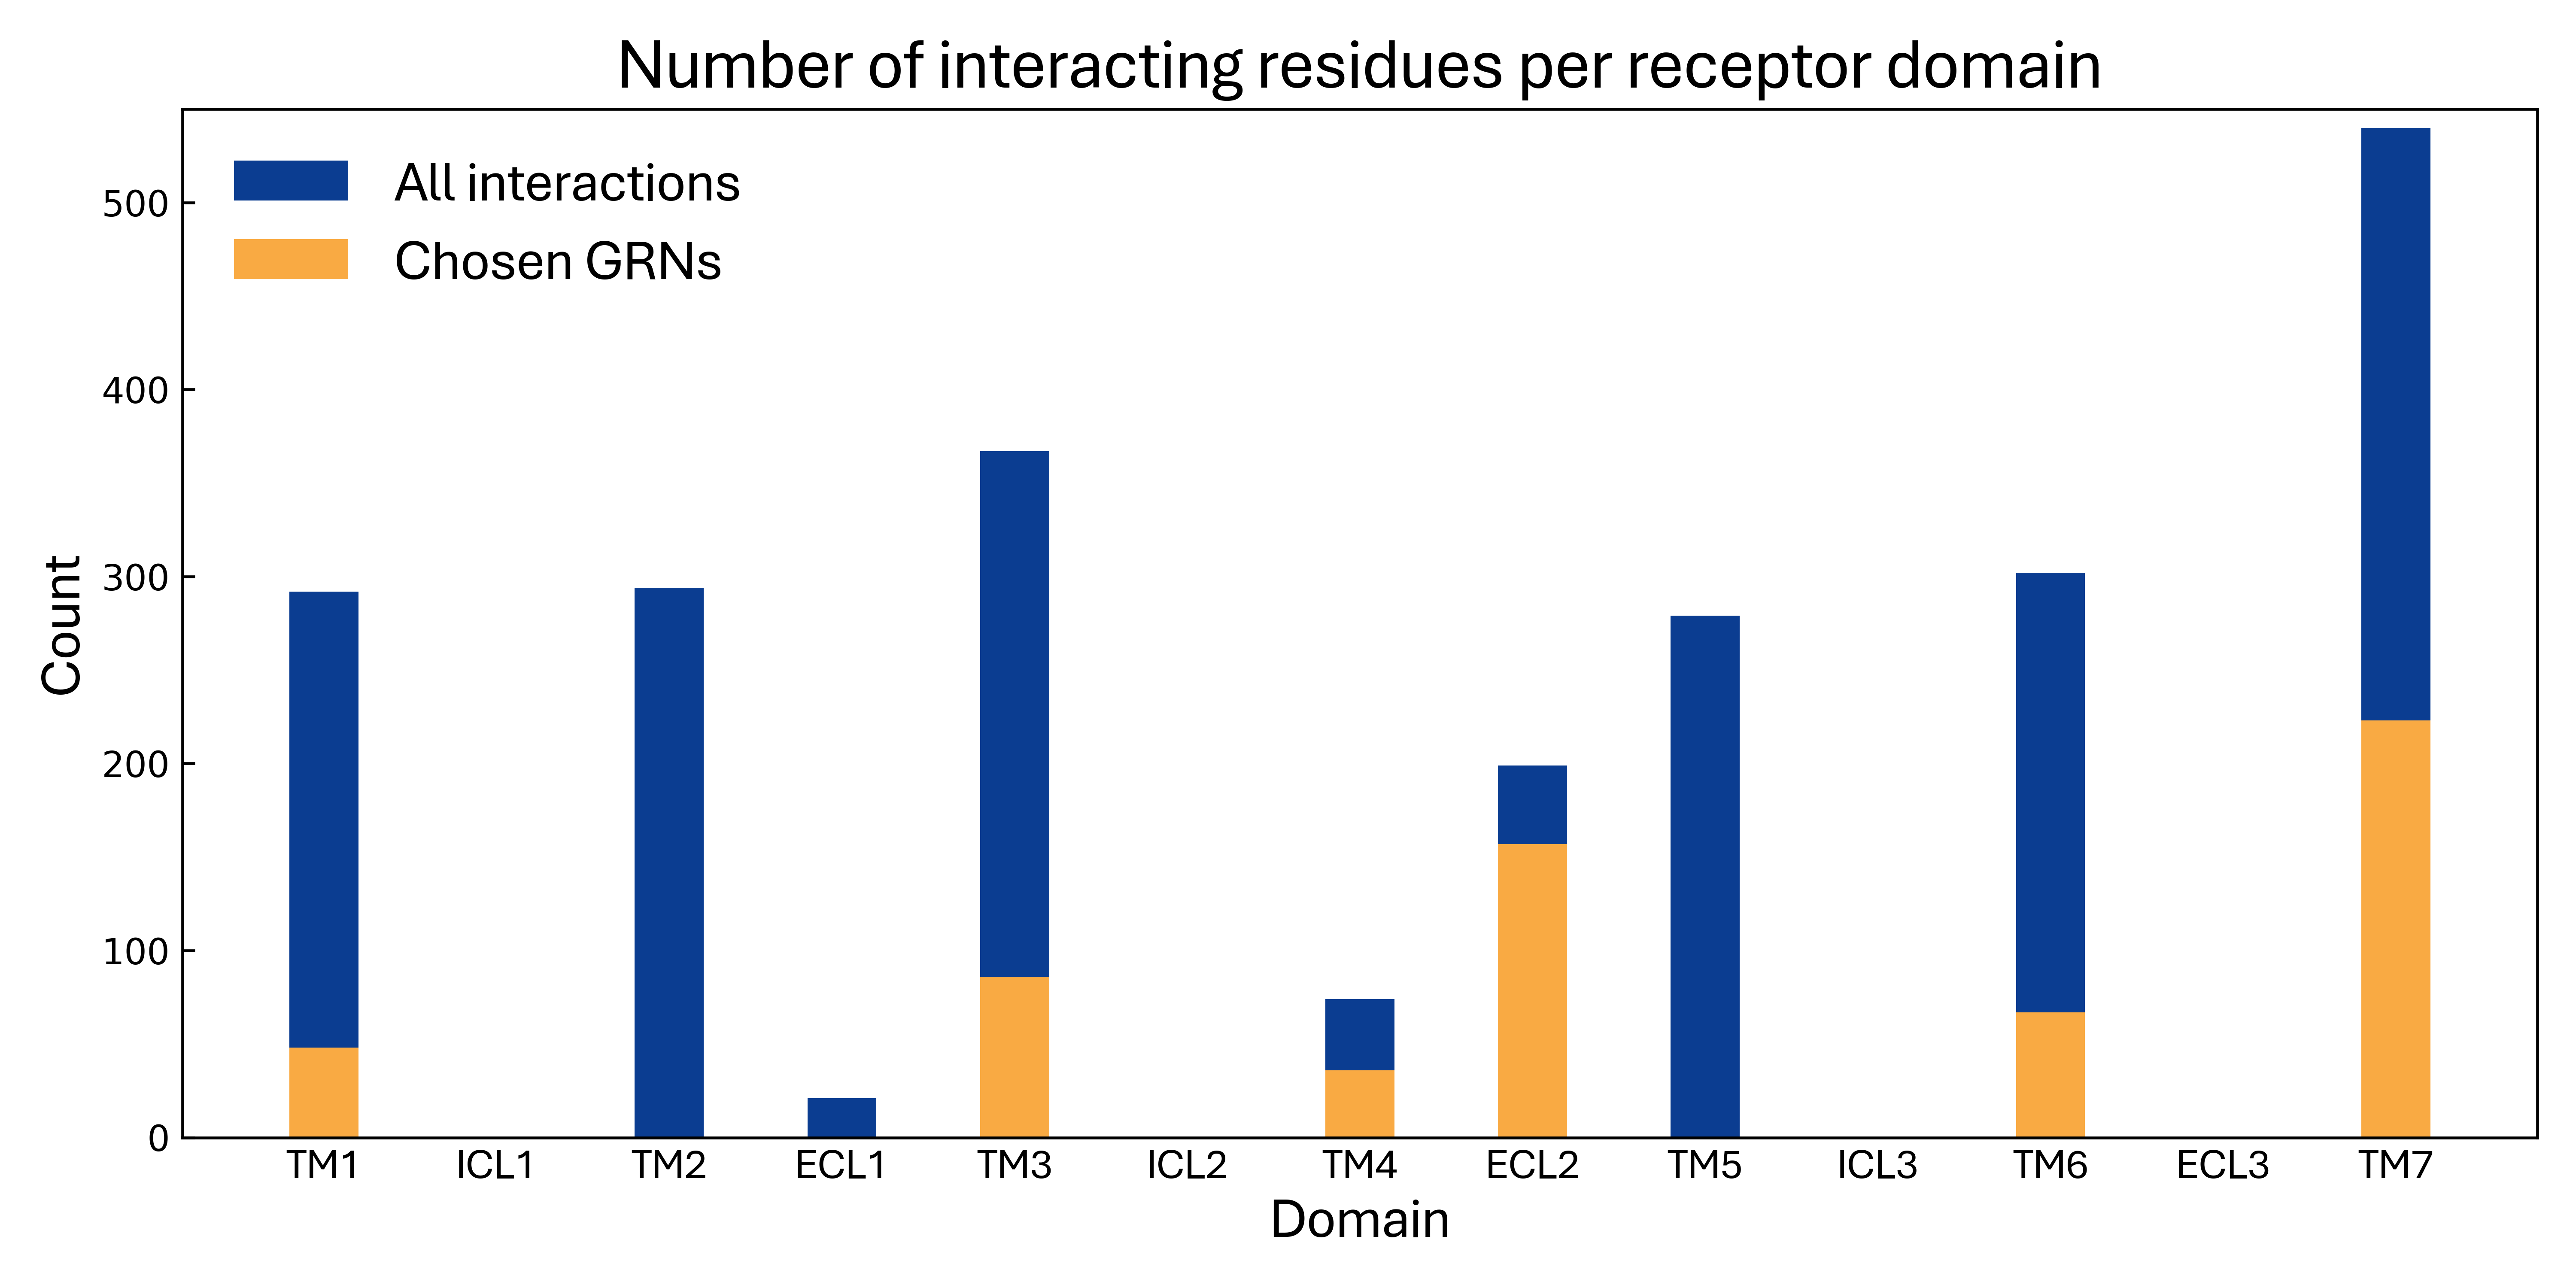 Number of interacting residues per receptor domain
All interactions
Chosen GRNs
500
400
300
200
100
0
Count
TM1 ICL1 TM2 ECL1 TM3 ICL2 TM4 ECL2 TM5 ICL3 TM6 ECL3 TM7
Domain